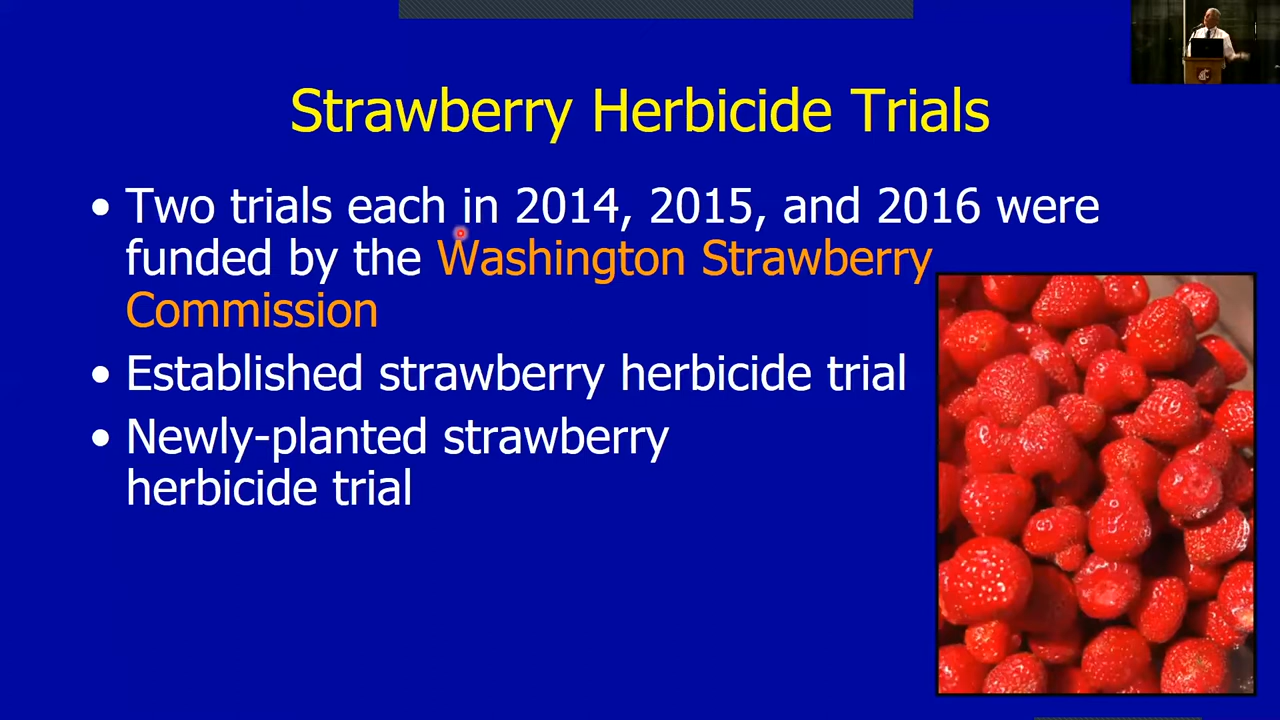 Strawberry Herbicide Trials
• Two trials each in 2014, 2015, and 2016 were
funded by the Washington Strawberry
Commission
• Established strawberry herbicide trial
• Newly-planted strawberry
herbicide trial